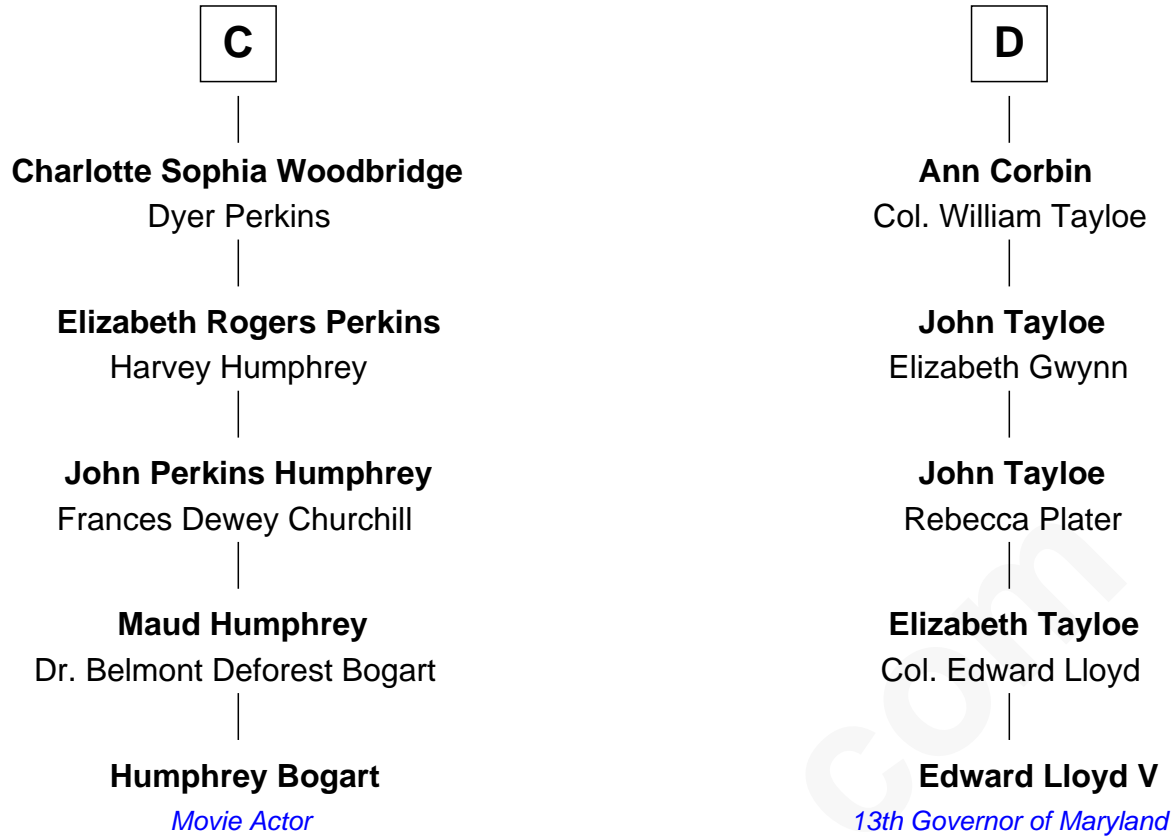 C
Charlotte Sophia Woodbridge
Dyer Perkins
Elizabeth Rogers Perkins
Harvey Humphrey
John Perkins Humphrey
Frances Dewey Churchill
Maud Humphrey
Dr. Belmont Deforest Bogart
Humphrey Bogart
Movie Actor
D
Ann Corbin
Col. William Tayloe
John Tayloe
Elizabeth Gwynn
John Tayloe
Rebecca Plater
Elizabeth Tayloe
Col. Edward Lloyd
Edward Lloyd V
13th Governor of Maryland
com